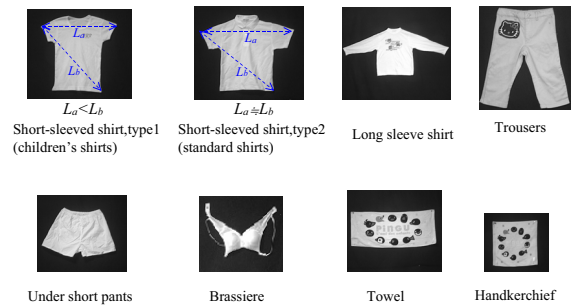 La
Lb
La
Lb
La<Lb
La≒Lb
Short-sleeved shirt,type1
(children's shirts)
Short-sleeved shirt,type2
(standard shirts)
Long sleeve shirt
Trousers
PINGU
Under short pants
Brassiere
Towel
Handkerchief